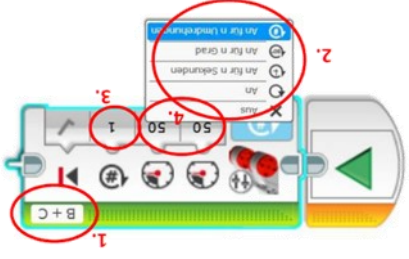 1.
B + C
50 50 1
4.
3.
Aus
An
An für n Sekunden
2.
An für n Grad
An für n Umdrehungen